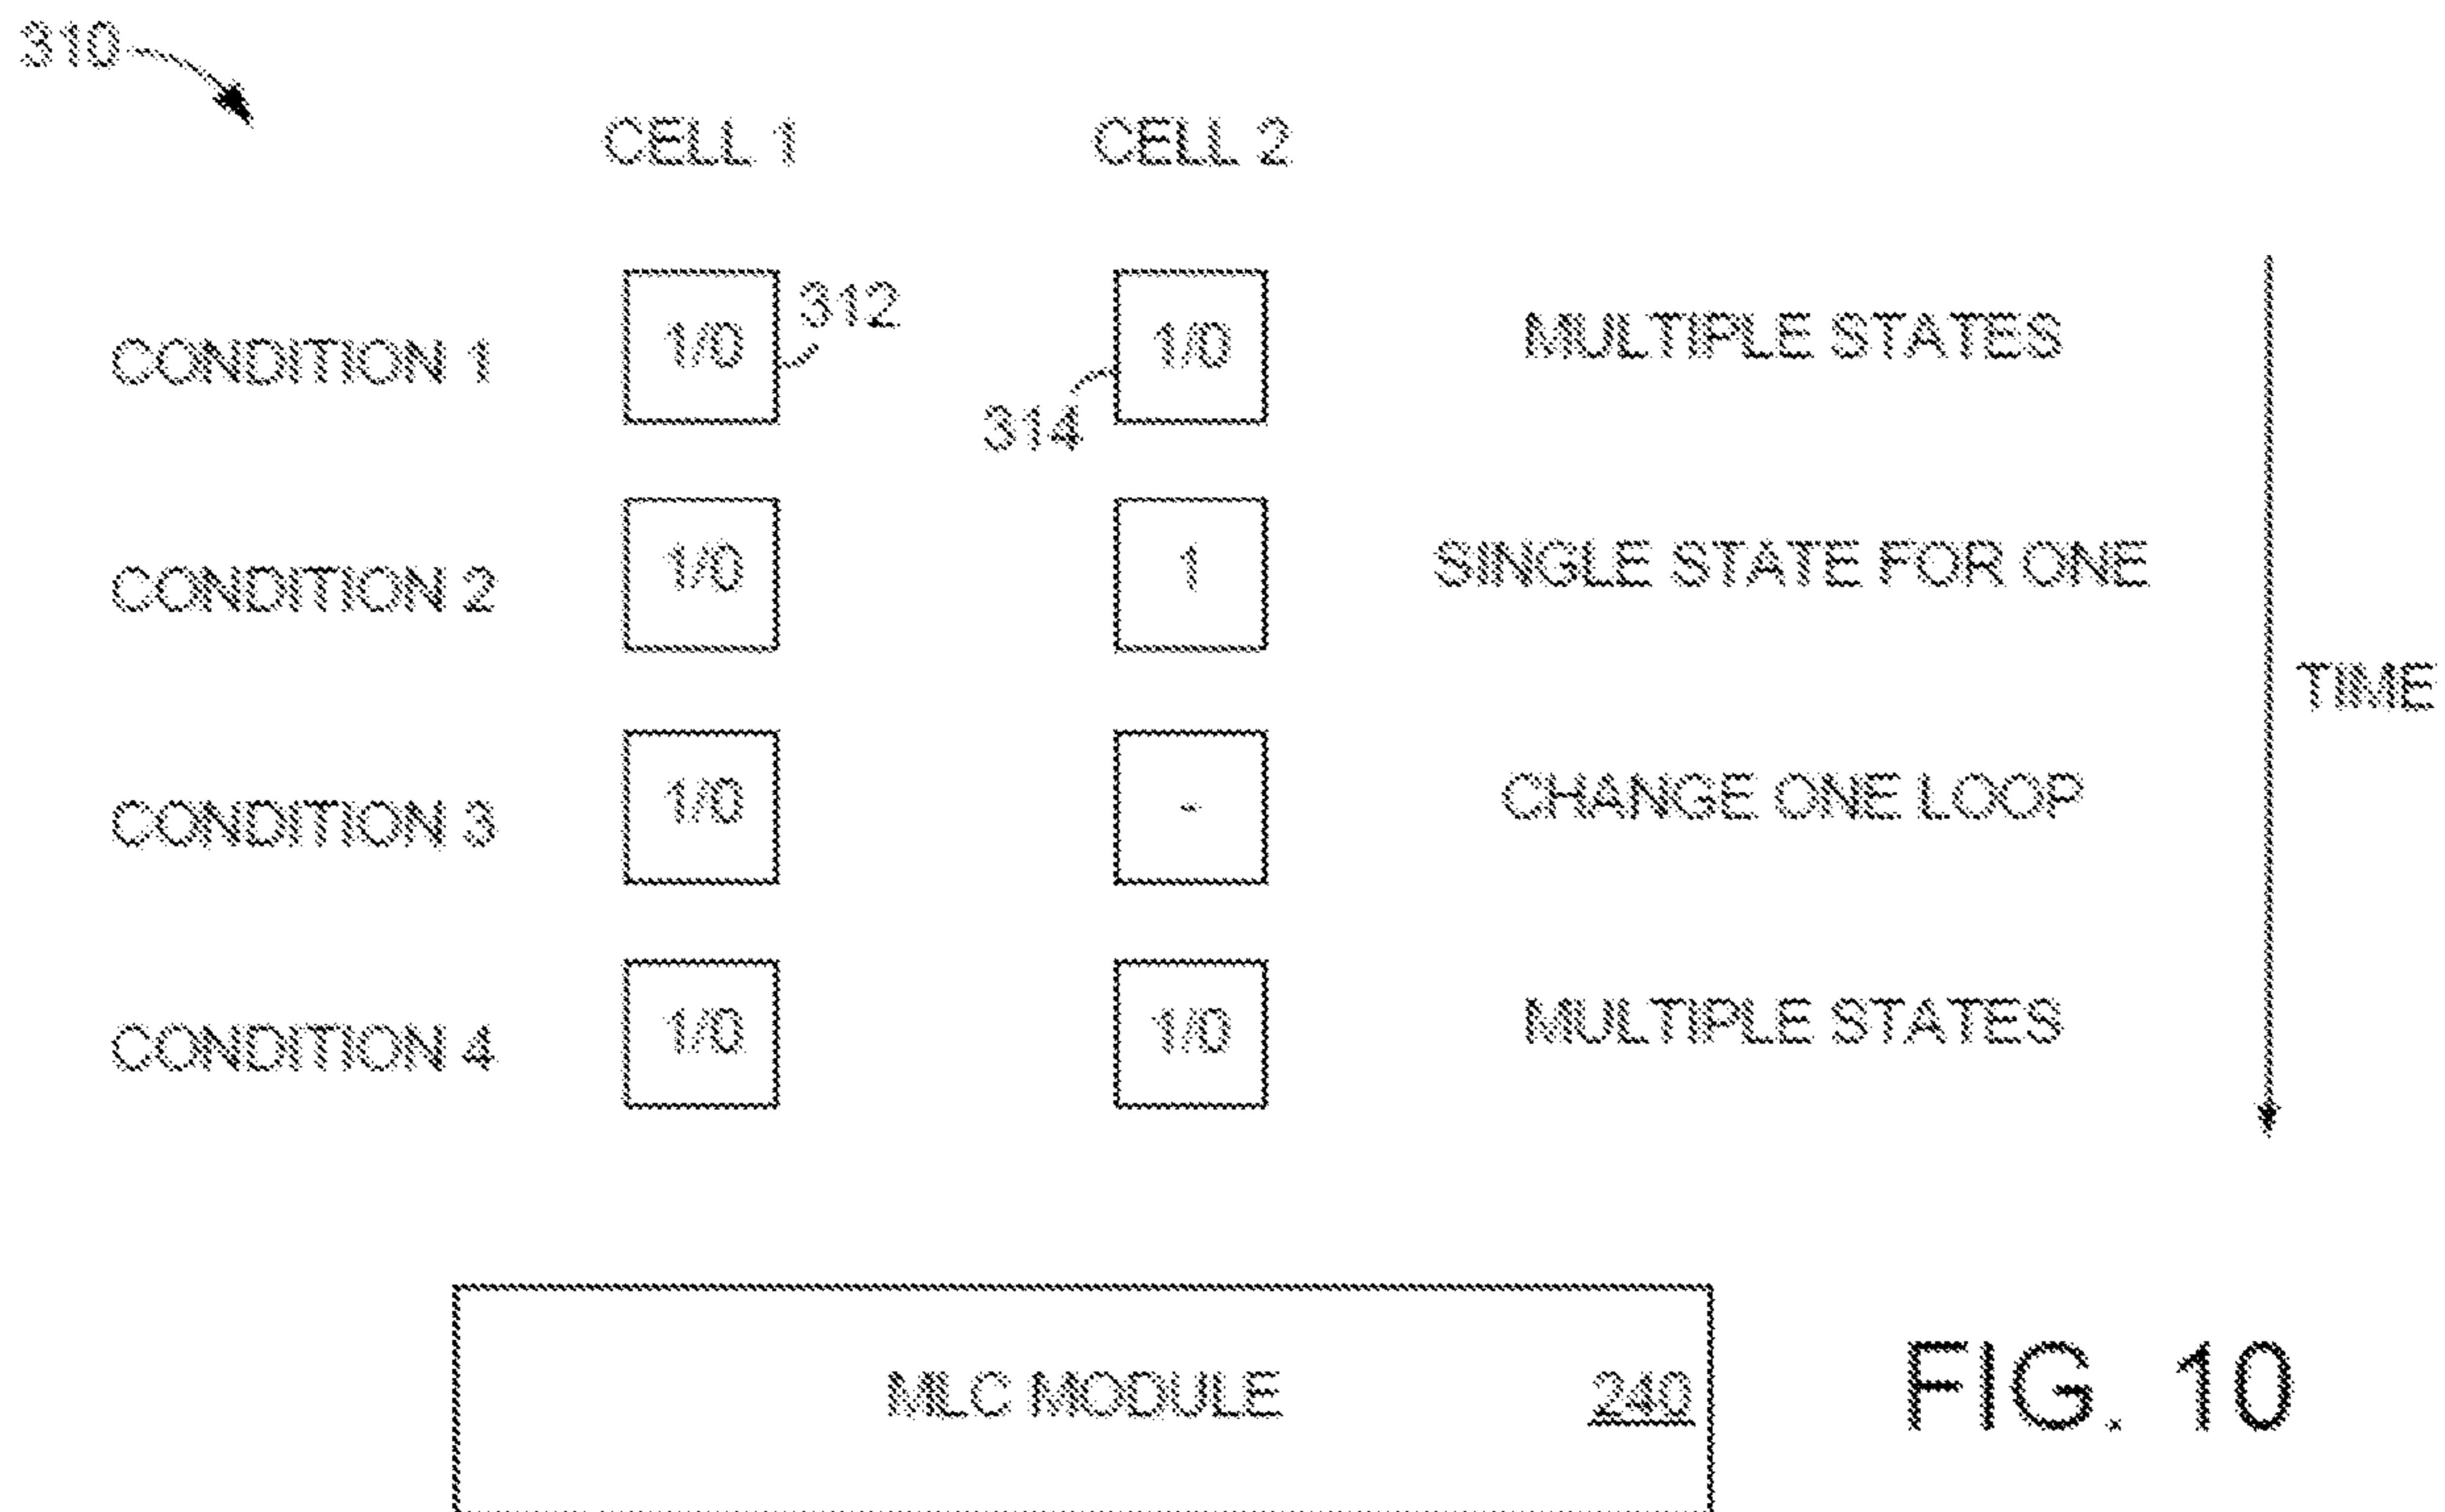 310
CELL 1 CELL 2
CONDITION 1 1/0 312 314 1/0 MULTIPLE STATES
CONDITION 2 1/0 1 SINGLE STATE FOR ONE
TIME
CONDITION 3 1/0 - CHANGE ONE LOOP
CONDITION 4 1/0 1/0 MULTIPLE STATES
MLC MODULE 240
FIG. 10